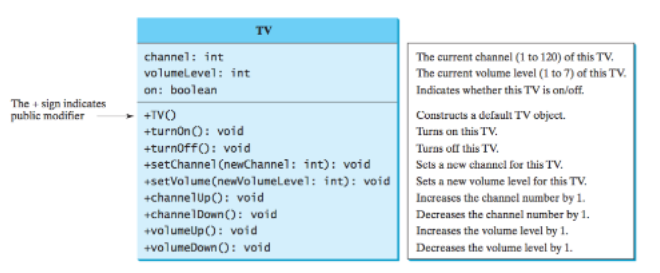 TV
channel: int
volumeLevel: int
on: boolean
The current channel (1 to 120) of this TV.
The current volume level (1 to 7) of this TV.
Indicates whether this TV is on/off.
The + sign indicates
public modifier
+TV()
+turnOn(): void
+turnOff(): void
+setChannel(newChannel: int): void
+setVolume(newVolumeLevel: int): void
+channelUp(): void
+channelDown(): void
+volumeUp(): void
+volumeDown(): void
Constructs a default TV object.
Turns on this TV.
Turns off this TV.
Sets a new channel for this TV.
Sets a new volume level for this TV.
Increases the channel number by 1.
Decreases the channel number by 1.
Increases the volume level by 1.
Decreases the volume level by 1.